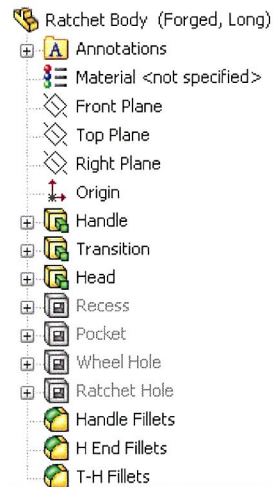 Ratchet Body (Forged, Long)
A Annotations
Material <not specified>
Front Plane
Top Plane
Right Plane
Origin
Handle
Transition
Head
Recess
Pocket
Wheel Hole
Ratchet Hole
Handle Fillets
H End Fillets
T-H Fillets